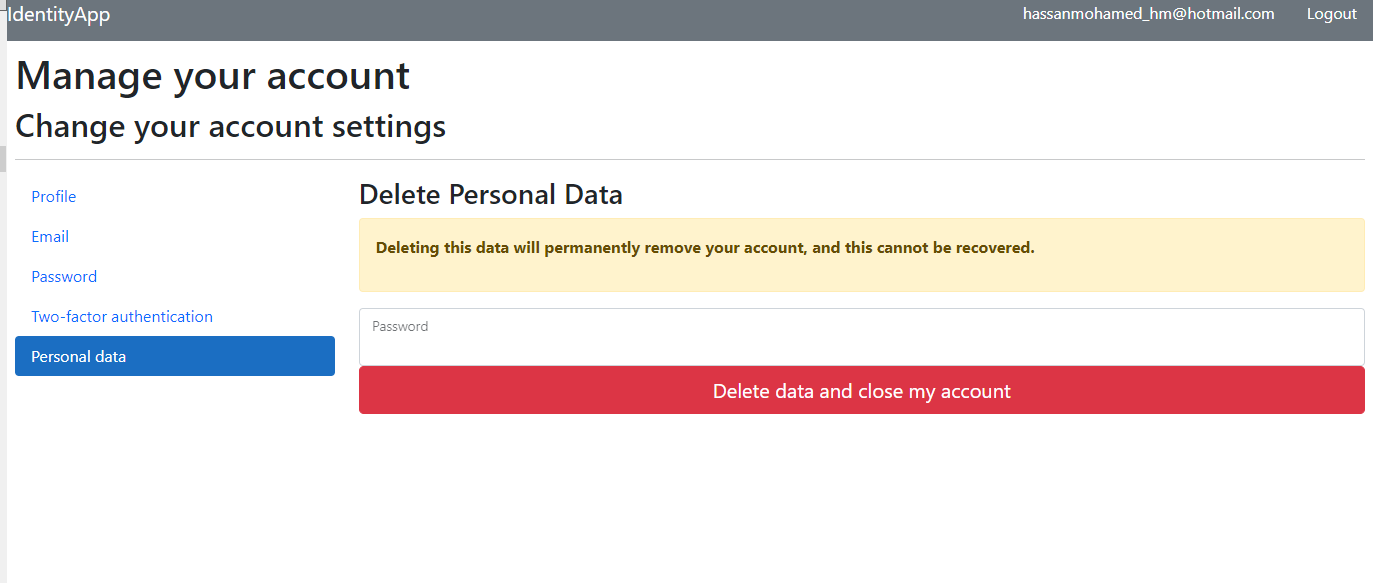 IdentityApp
hassanmohamed_hm@hotmail.com Logout
Manage your account
Change your account settings
Profile
Email
Password
Two-factor authentication
Personal data
Delete Personal Data
Deleting this data will permanently remove your account, and this cannot be recovered.
Password
Delete data and close my account